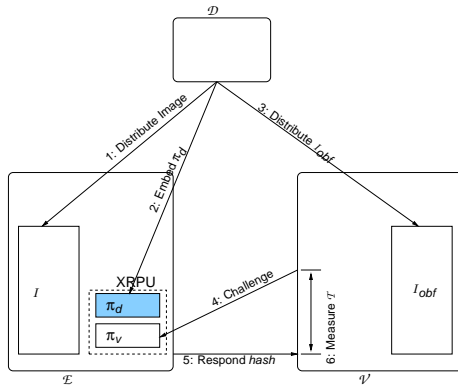 𝒟
1: Distribute Image
2: Embed π_d
3: Distribute I_obf
I
XRPU
π_d
π_v
4: Challenge
5: Respond hash
6: Measure 𝒯
I_obf
ℰ
𝒱